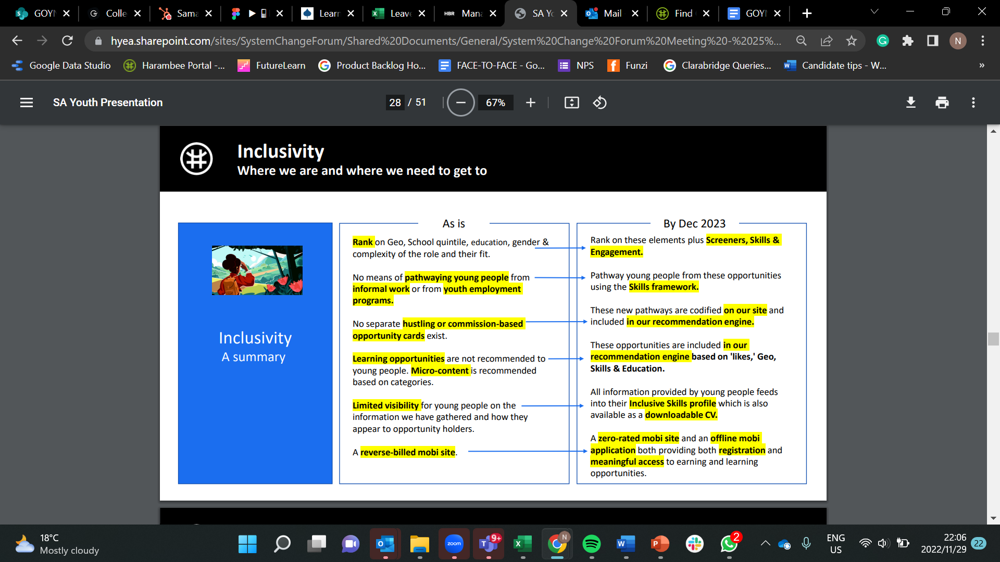 GOYN
Colle
Sama
Learn
Leave
HBR
Mana
SA Yo
Mail
Find
GOYN
hyea.sharepoint.com/sites/SystemChangeForum/Shared%20Documents/General/System%20Change%20Forum%20Meeting%20-%2025%...
N
Google Data Studio
Harambee Portal -...
FutureLearn
Product Backlog Ho...
FACE-TO-FACE - Go...
NPS
Funzi
Clarabridge Queries...
Candidate tips - W...
»
SA Youth Presentation
28 / 51
67%
Inclusivity
Where we are and where we need to get to
Inclusivity
A summary
As is
Rank on Geo, School quintile, education, gender &
complexity of the role and their fit.
No means of pathwaying young people from
informal work or from youth employment
programs.
No separate hustling or commission-based
opportunity cards exist.
Learning opportunities are not recommended to
young people. Micro-content is recommended
based on categories.
Limited visibility for young people on the
information we have gathered and how they
appear to opportunity holders.
A reverse-billed mobi site.
By Dec 2023
Rank on these elements plus Screeners, Skills &
Engagement.
Pathway young people from these opportunities
using the Skills framework.
These new pathways are codified on our site and
included in our recommendation engine.
These opportunities are included in our
recommendation engine based on 'likes,' Geo,
Skills & Education.
All information provided by young people feeds
into their Inclusive Skills profile which is also
available as a downloadable CV.
A zero-rated mobi site and an offline mobi
application both providing both registration and
meaningful access to earning and learning
opportunities.
18°C
Mostly cloudy
zoom
9+
N
2
ENG
US
22:06
2022/11/29
22